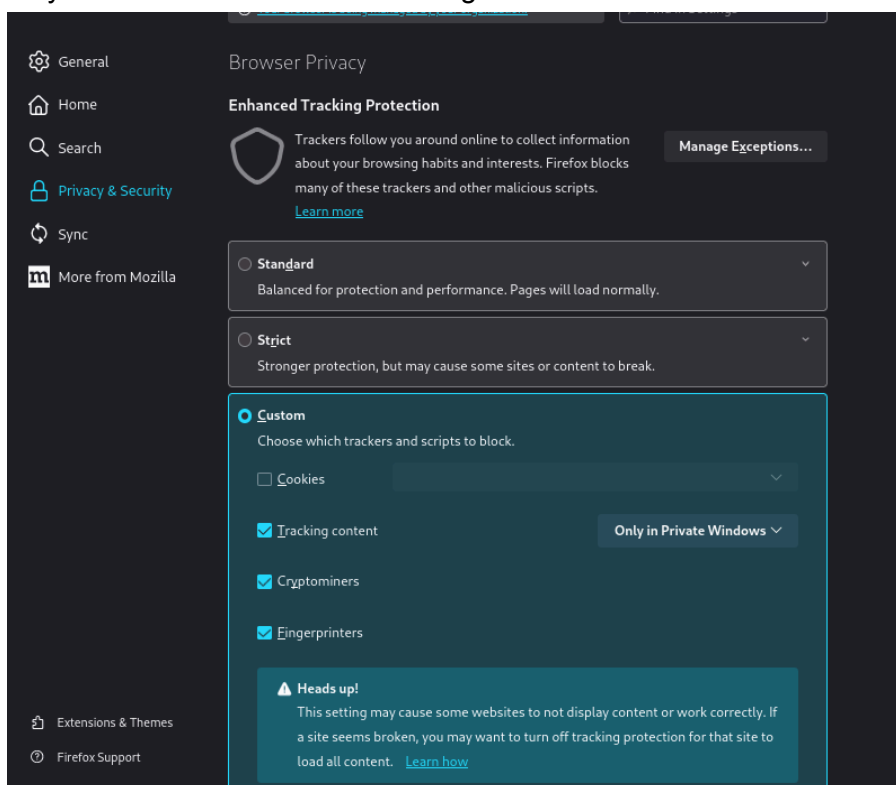 General
Home
Search
Privacy & Security
Sync
More from Mozilla
Extensions & Themes
Firefox Support
Browser Privacy
Enhanced Tracking Protection
Trackers follow you around online to collect information
about your browsing habits and interests. Firefox blocks
many of these trackers and other malicious scripts.
Learn more
Manage Exceptions...
Standard
Balanced for protection and performance. Pages will load normally.
Strict
Stronger protection, but may cause some sites or content to break.
Custom
Choose which trackers and scripts to block.
Cookies
Tracking content
Only in Private Windows
Cryptominers
Fingerprinters
Heads up!
This setting may cause some websites to not display content or work correctly. If
a site seems broken, you may want to turn off tracking protection for that site to
load all content. Learn how